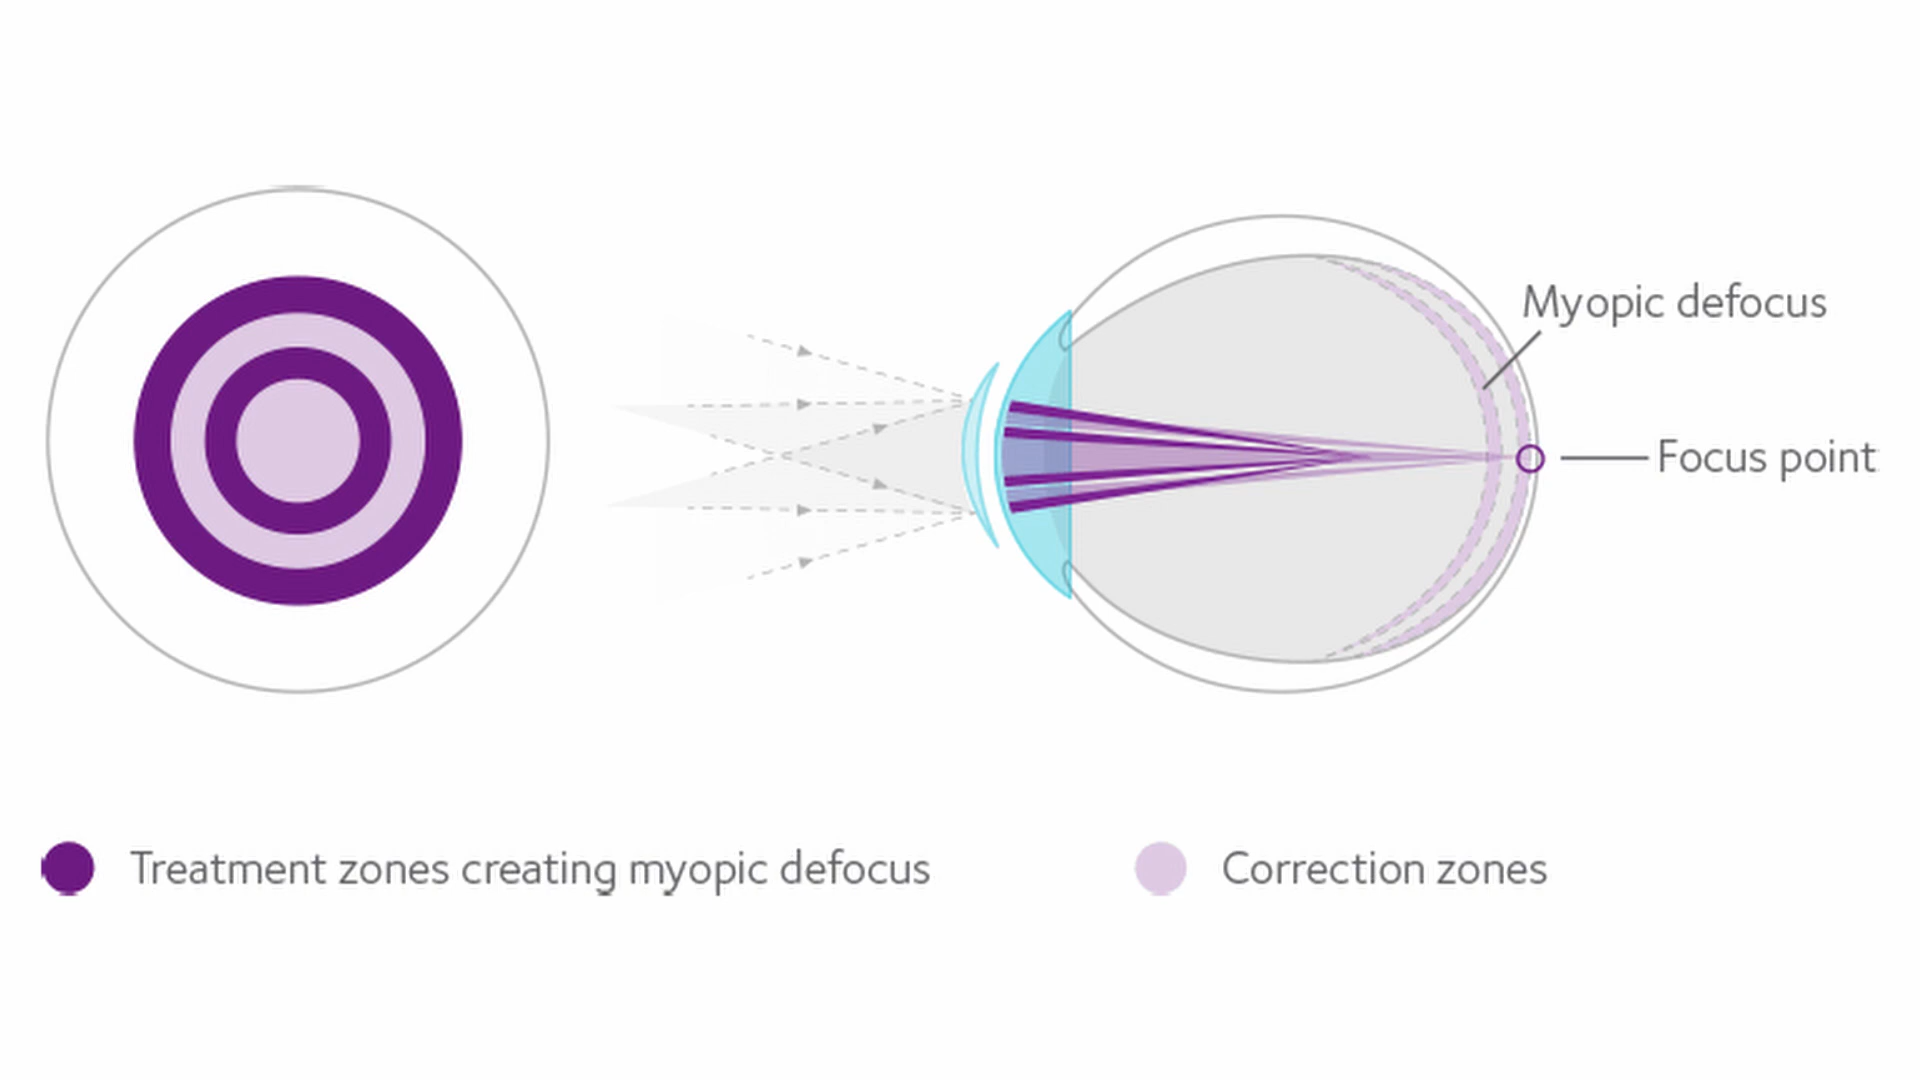 Myopic defocus
Focus point
Treatment zones creating myopic defocus
Correction zones